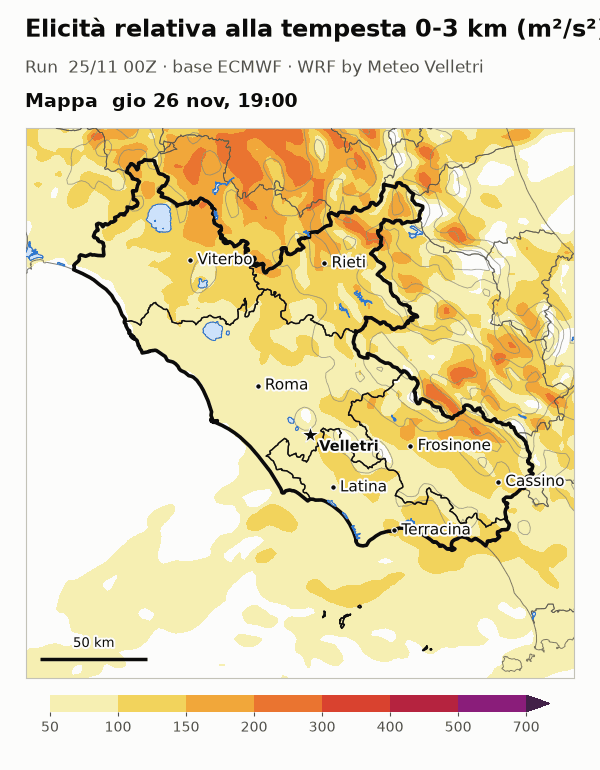 Elicità relativa alla tempesta 0-3 km (m²/s²)
Run 25/11 00Z · base ECMWF · WRF by Meteo Velletri
Mappa gio 26 nov, 19:00
Viterbo
Rieti
Roma
Velletri
Frosinone
Latina
Cassino
Terracina
50 km
50 100 150 200 300 400 500 700